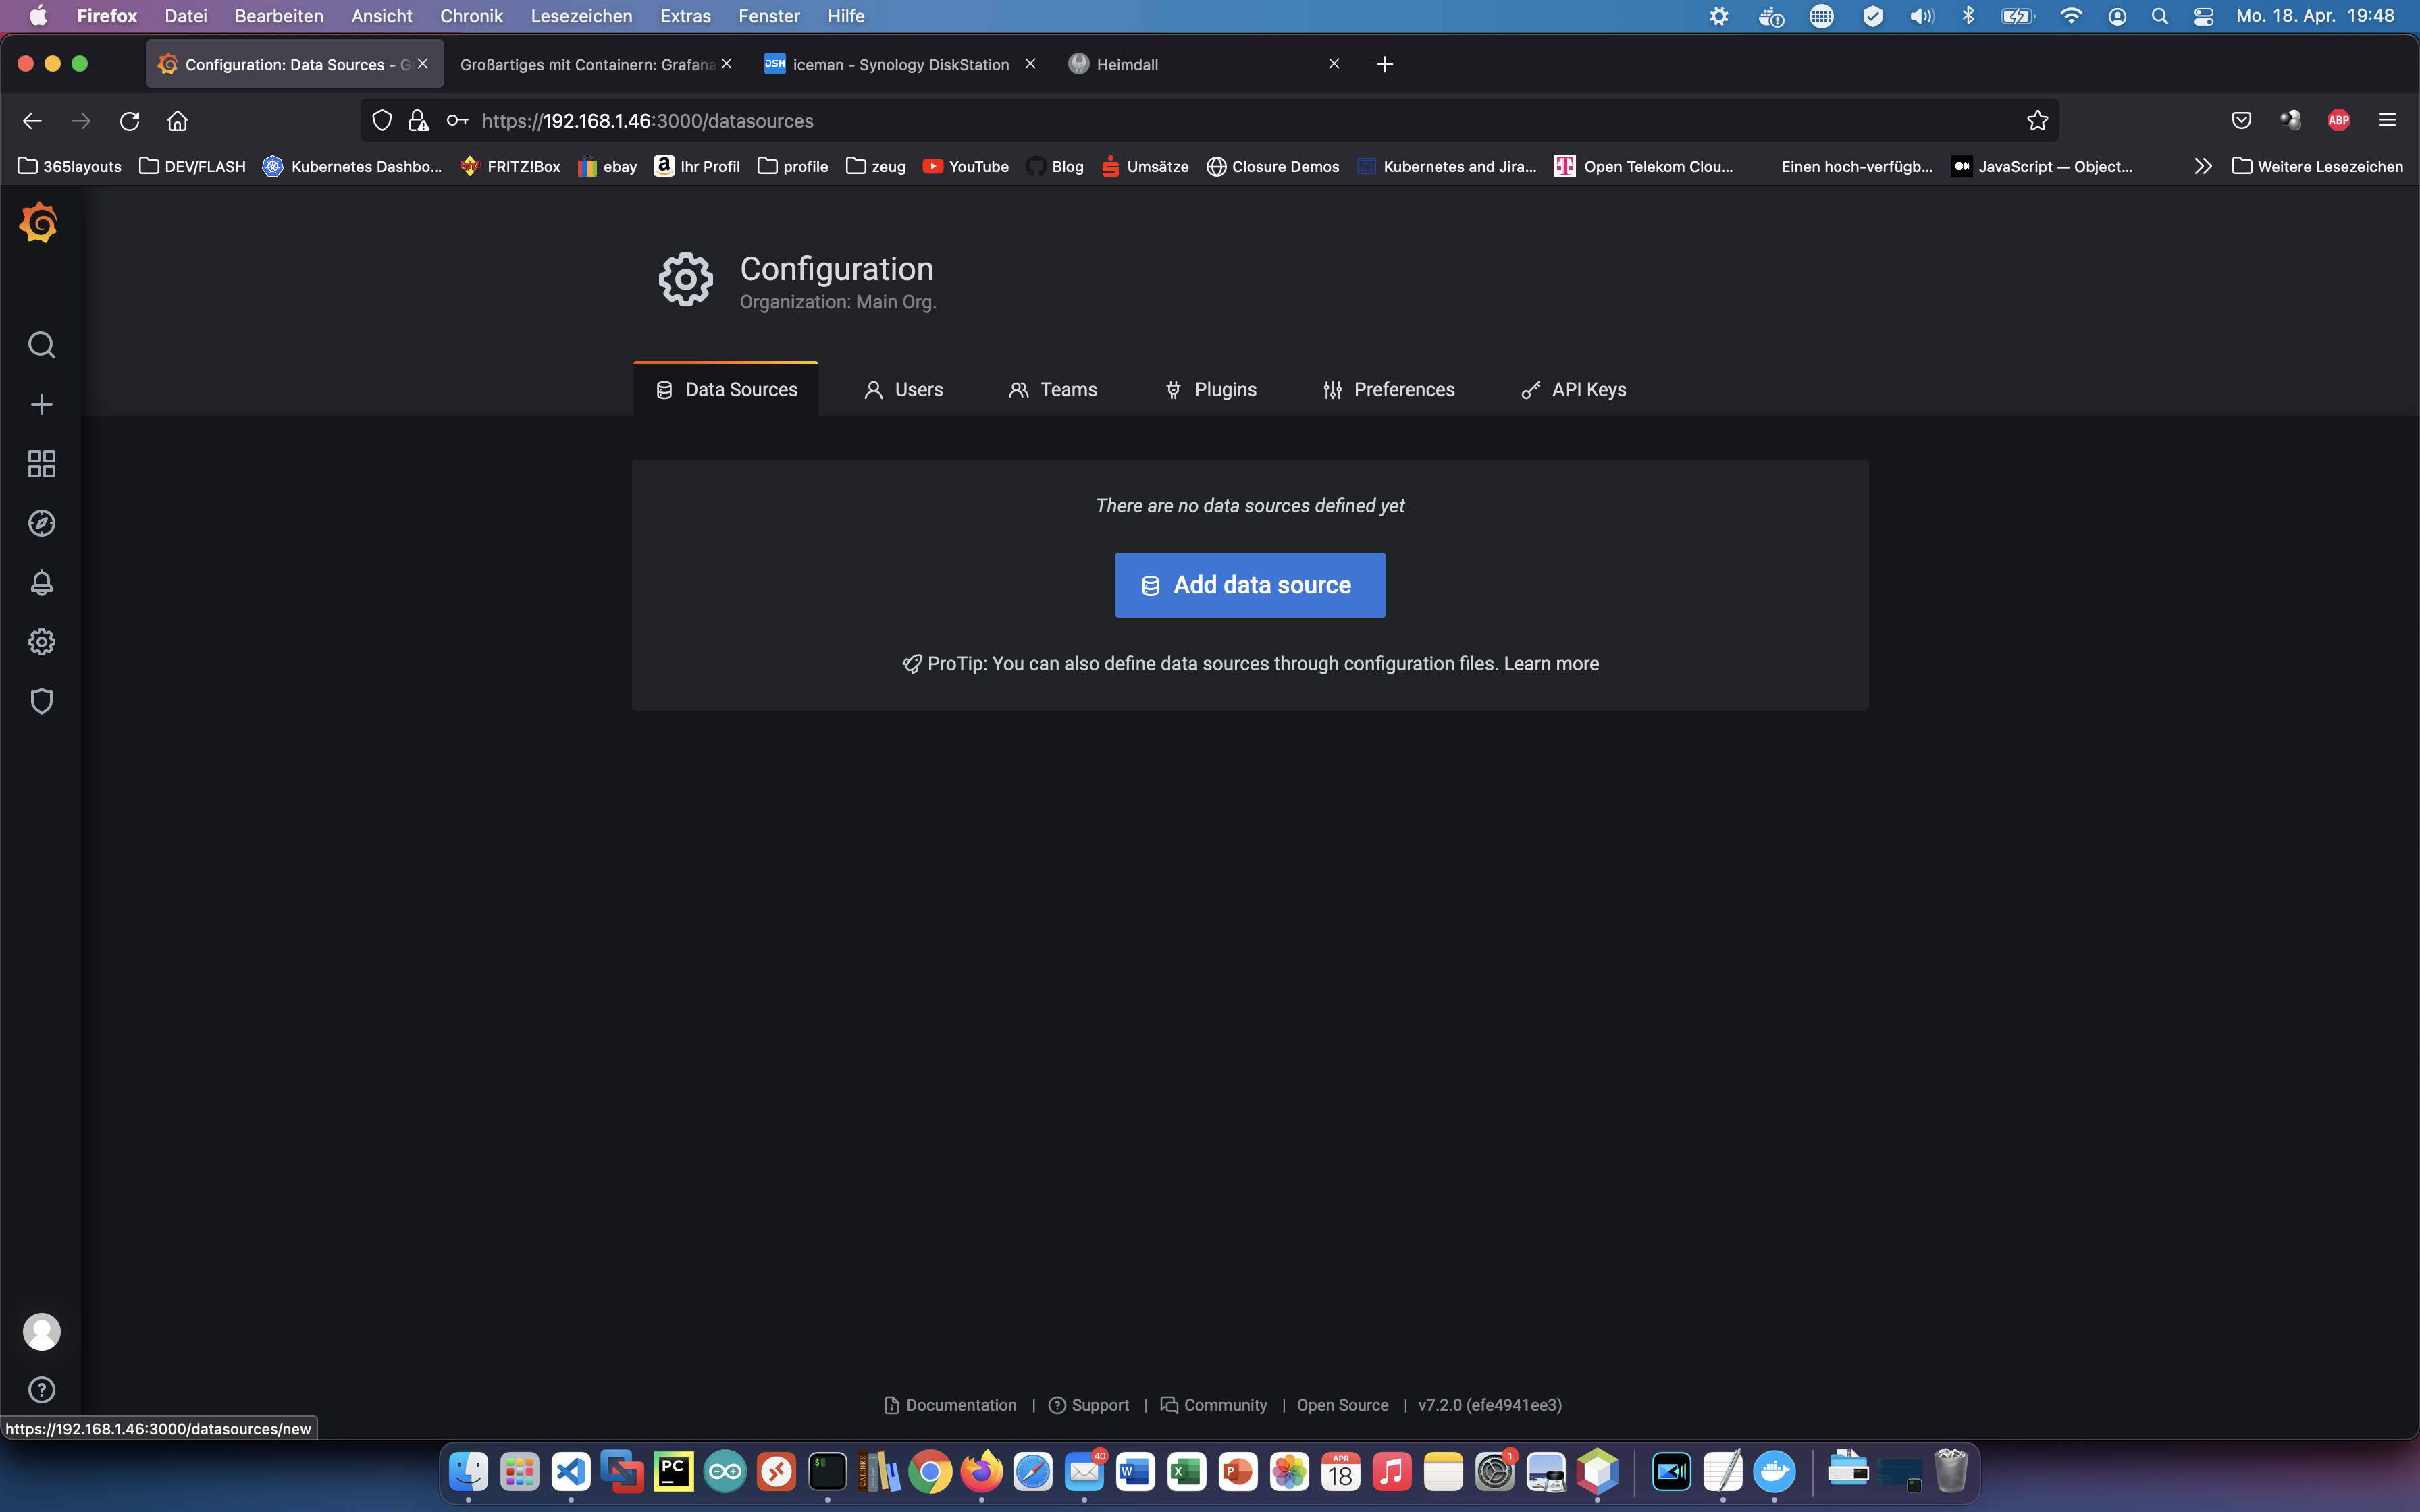 Firefox Datei Bearbeiten Ansicht Chronik Lesezeichen Extras Fenster Hilfe Mo. 18. Apr. 19:48
Configuration: Data Sources - G Großartiges mit Containern: Grafana DSM iceman - Synology DiskStation Heimdall
https://192.168.1.46:3000/datasources ABP
365layouts DEV/FLASH Kubernetes Dashbo... FRITZ!Box ebay Ihr Profil profile zeug YouTube Blog Umsätze Closure Demos Kubernetes and Jira... Open Telekom Clou... Einen hoch-verfügb... JavaScript — Object... Weitere Lesezeichen
Configuration
Organization: Main Org.
Data Sources Users Teams Plugins Preferences API Keys
There are no data sources defined yet
Add data source
ProTip: You can also define data sources through configuration files. Learn more
Documentation | Support | Community | Open Source | v7.2.0 (efe4941ee3)
https://192.168.1.46:3000/datasources/new
PC CALIBRE 40 W X P APR 18 1